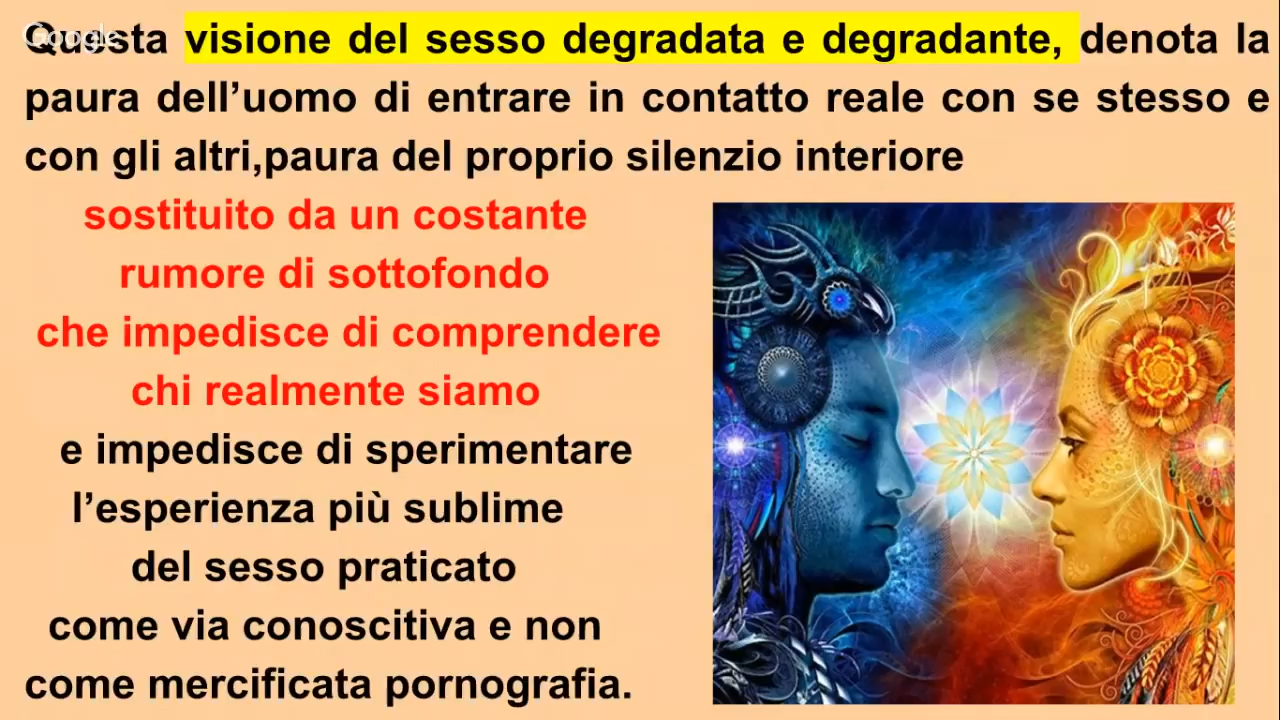 Questa visione del sesso degradata e degradante, denota la
paura dell’uomo di entrare in contatto reale con se stesso e
con gli altri,paura del proprio silenzio interiore
sostituito da un costante
rumore di sottofondo
che impedisce di comprendere
chi realmente siamo
e impedisce di sperimentare
l’esperienza più sublime
del sesso praticato
come via conoscitiva e non
come mercificata pornografia.
Google